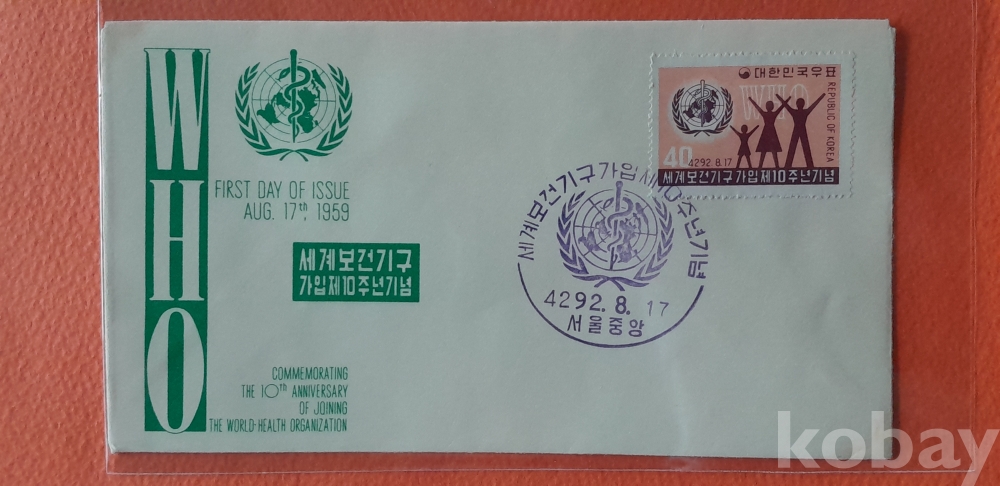 WHO
FIRST DAY OF ISSUE
AUG. 17th, 1959
세계보건기구
가입제10주년기념
COMMEMORATING
THE 10th ANNIVERSARY
OF JOINING
THE WORLD-HEALTH ORGANIZATION
대한민국우표
REPUBLIC OF KOREA
WHO
40
4292.8.17
세계보건기구가입제10주년기념
세계보건기구가입제10주년기념
4292.8.17
서울중앙
kobay